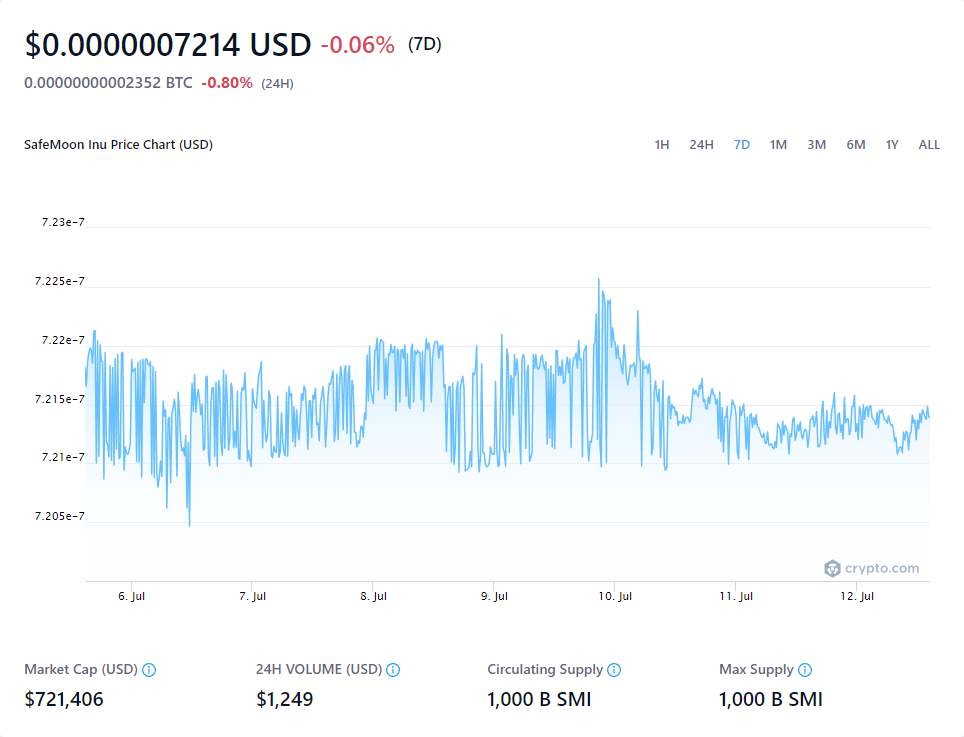 $0.0000007214 USD -0.06% (7D)
0.00000000002352 BTC -0.80% (24H)
SafeMoon Inu Price Chart (USD) 1H 24H 7D 1M 3M 6M 1Y ALL
7.23e-7
7.225e-7
7.22e-7
7.215e-7
7.21e-7
7.205e-7
crypto.com
6. Jul 7. Jul 8. Jul 9. Jul 10. Jul 11. Jul 12. Jul
Market Cap (USD) 24H VOLUME (USD) Circulating Supply Max Supply
$721,406 $1,249 1,000 B SMI 1,000 B SMI